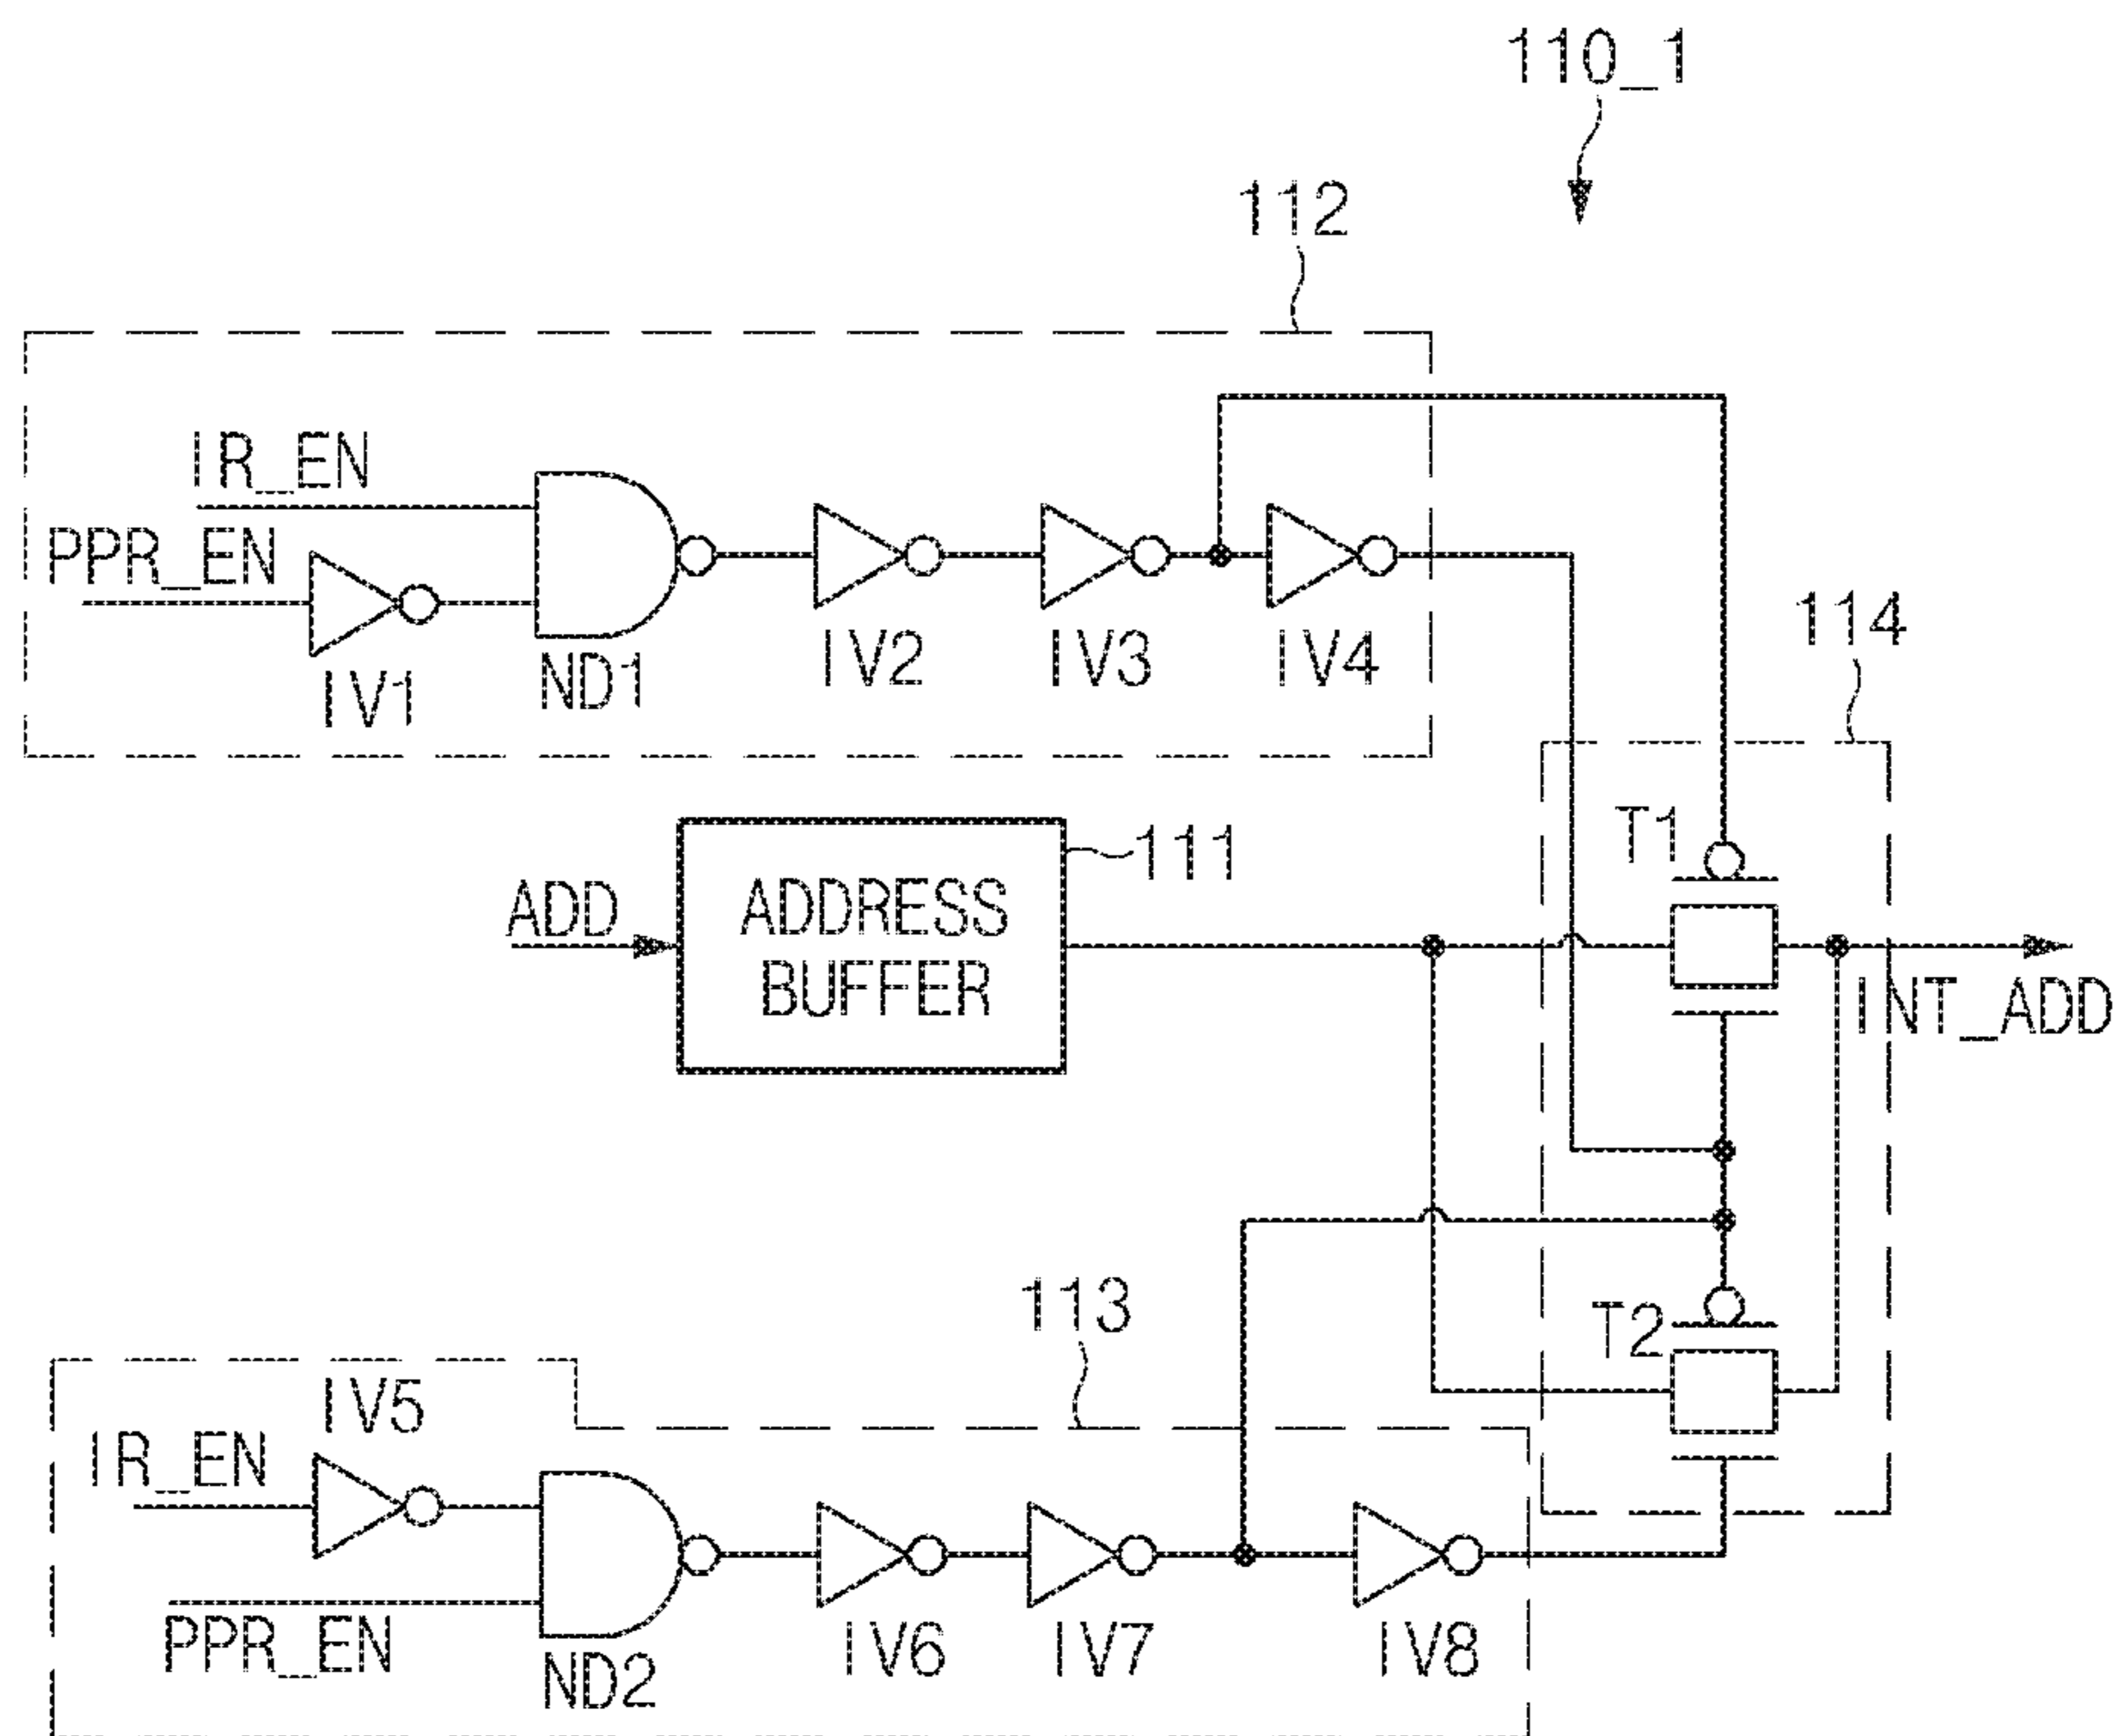 110_1
112
IR_EN
PPR_EN
IV1
ND1
IV2
IV3
IV4
114
T1
111
ADD
ADDRESS
BUFFER
INT_ADD
T2
113
IV5
IR_EN
PPR_EN
ND2
IV6
IV7
IV8